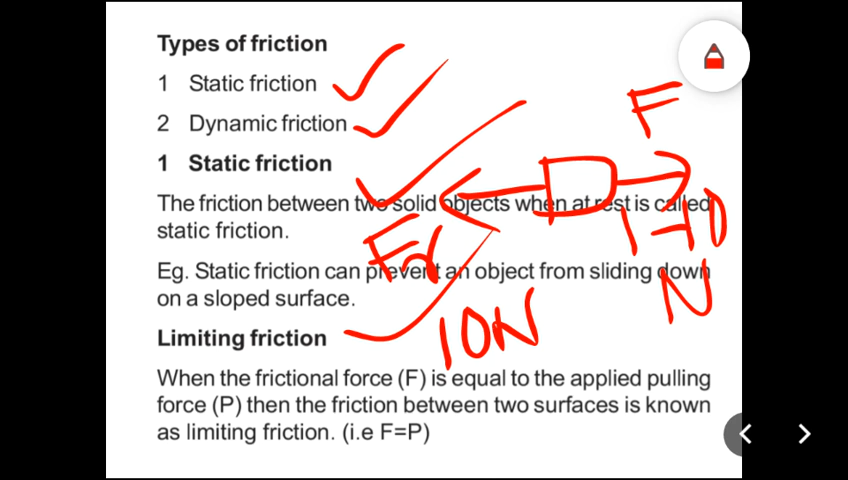 Types of friction
1 Static friction
2 Dynamic friction
1 Static friction
The friction between two solid objects when at rest is called
static friction.
Eg. Static friction can prevent an object from sliding down
on a sloped surface.
Limiting friction
When the frictional force (F) is equal to the applied pulling
force (P) then the friction between two surfaces is known
as limiting friction. (i.e F=P)
F
Fr
10N
N